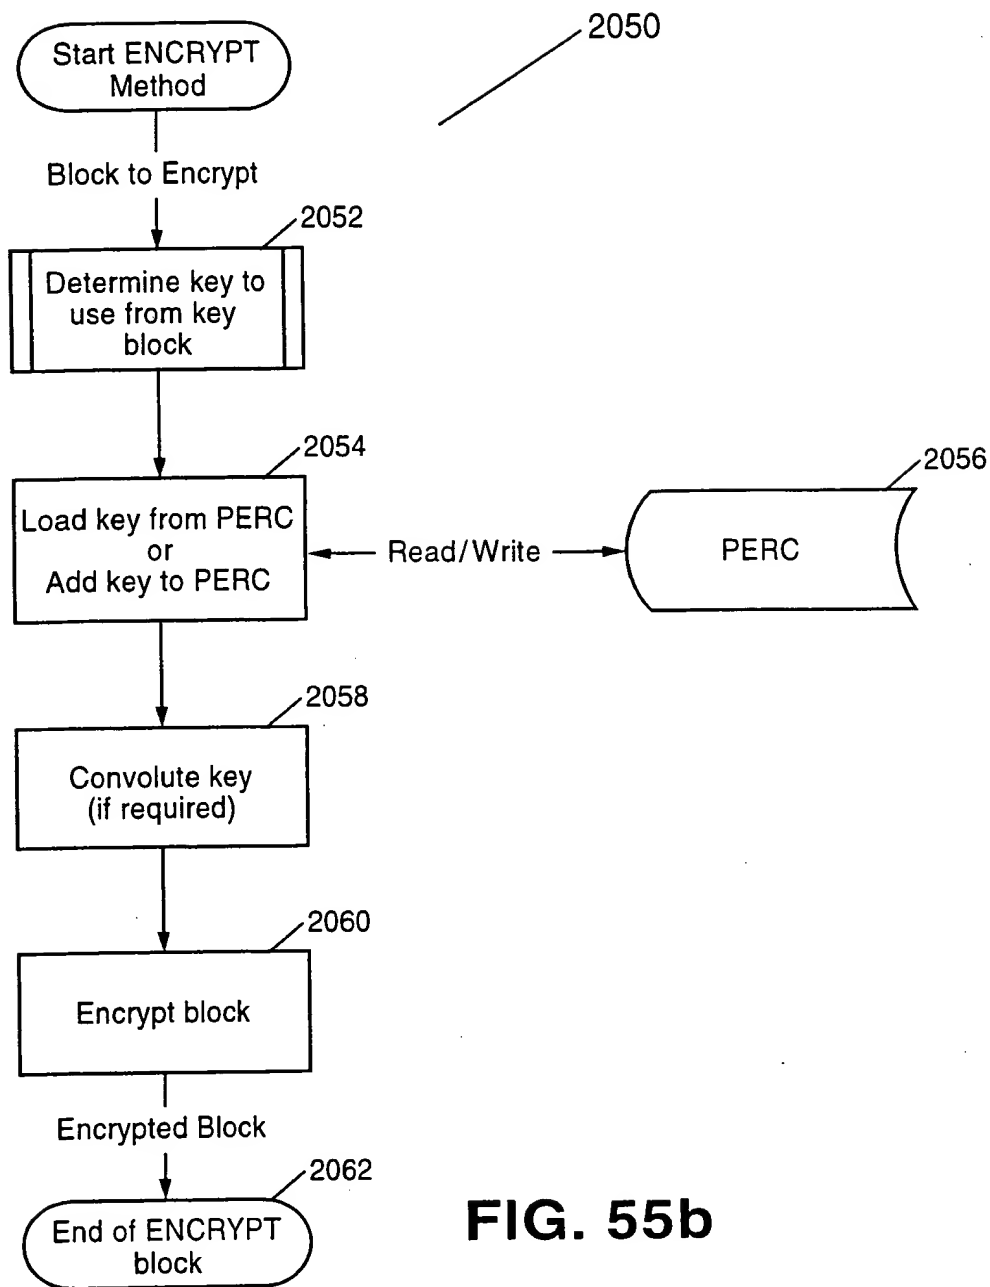 2050
Start ENCRYPT
Method
Block to Encrypt
2052
Determine key to
use from key
block
2054
Load key from PERC
or
Add key to PERC
Read/Write
2056
PERC
2058
Convolute key
(if required)
2060
Encrypt block
Encrypted Block
2062
End of ENCRYPT
block
FIG. 55b